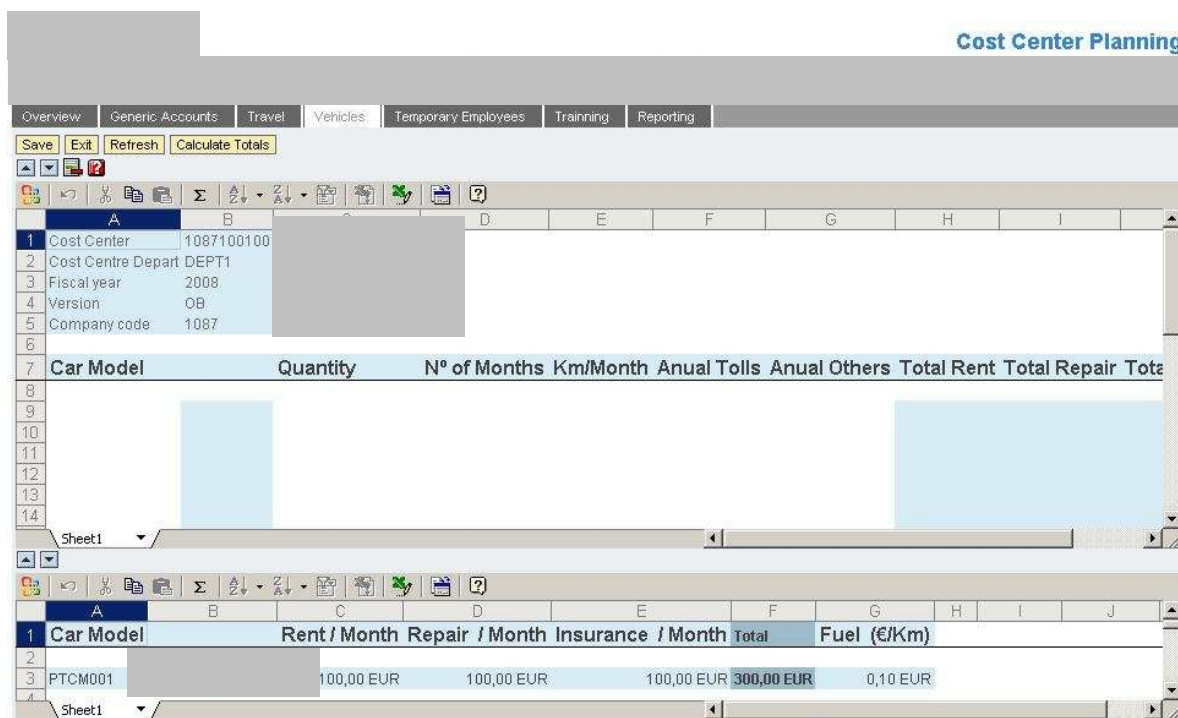 Cost Center Planning
Overview Generic Accounts Travel Vehicles Temporary Employees Trainning Reporting
Save Exit Refresh Calculate Totals
A B D E F G H I
1 Cost Center 1087100100
2 Cost Centre Depart DEPT1
3 Fiscal year 2008
4 Version OB
5 Company code 1087
6
7 Car Model Quantity Nº of Months Km/Month Anual Tolls Anual Others Total Rent Total Repair Tota
8
9
10
11
12
13
14
Sheet1
A B C D E F G H I J
1 Car Model Rent / Month Repair / Month Insurance / Month Total Fuel (€/Km)
2
3 PTCM001 100,00 EUR 100,00 EUR 100,00 EUR 300,00 EUR 0,10 EUR
4
Sheet1